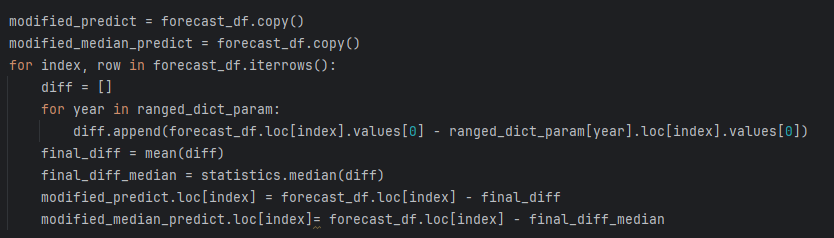 modified_predict = forecast_df.copy()
modified_median_predict = forecast_df.copy()
for index, row in forecast_df.iterrows():
    diff = []
    for year in ranged_dict_param:
        diff.append(forecast_df.loc[index].values[0] - ranged_dict_param[year].loc[index].values[0])
    final_diff = mean(diff)
    final_diff_median = statistics.median(diff)
    modified_predict.loc[index] = forecast_df.loc[index] - final_diff
    modified_median_predict.loc[index]= forecast_df.loc[index] - final_diff_median